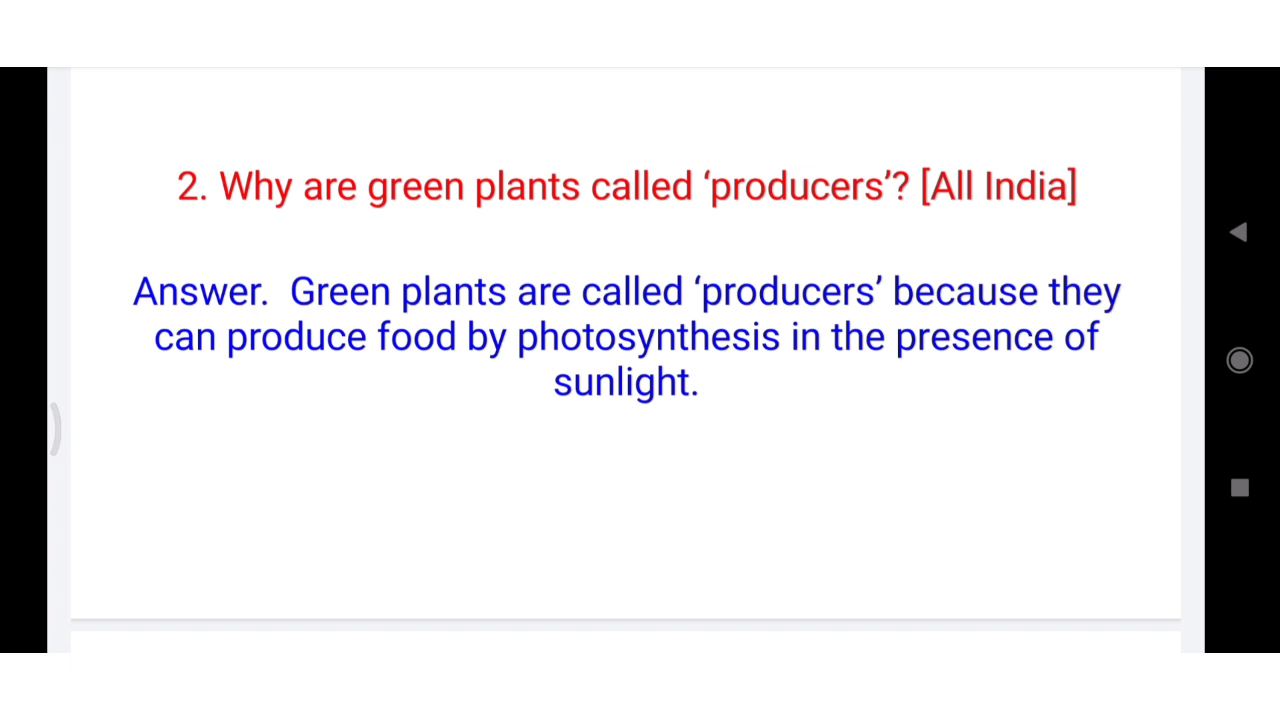 2. Why are green plants called ‘producers’? [All India]
Answer.  Green plants are called ‘producers’ because they
can produce food by photosynthesis in the presence of
sunlight.